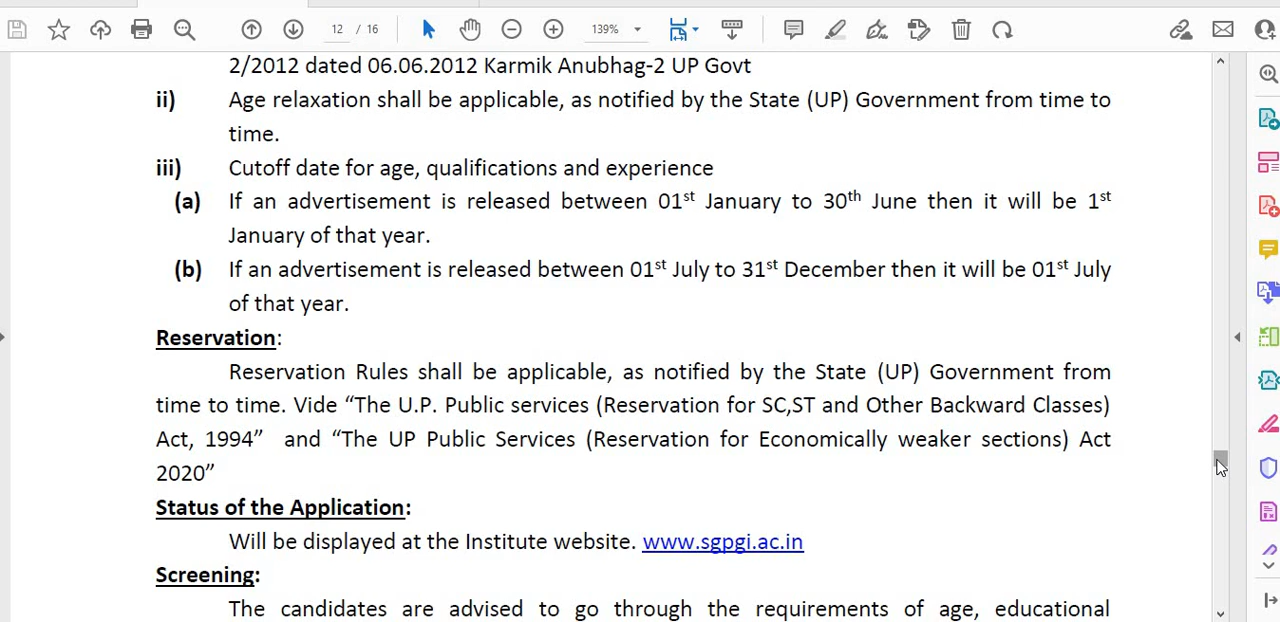 12 / 16 139%
2/2012 dated 06.06.2012 Karmik Anubhag-2 UP Govt
ii) Age relaxation shall be applicable, as notified by the State (UP) Government from time to
time.
iii) Cutoff date for age, qualifications and experience
(a) If an advertisement is released between 01st January to 30th June then it will be 1st
January of that year.
(b) If an advertisement is released between 01st July to 31st December then it will be 01st July
of that year.
Reservation:
Reservation Rules shall be applicable, as notified by the State (UP) Government from
time to time. Vide “The U.P. Public services (Reservation for SC,ST and Other Backward Classes)
Act, 1994” and “The UP Public Services (Reservation for Economically weaker sections) Act
2020”
Status of the Application:
Will be displayed at the Institute website. www.sgpgi.ac.in
Screening:
The candidates are advised to go through the requirements of age, educational